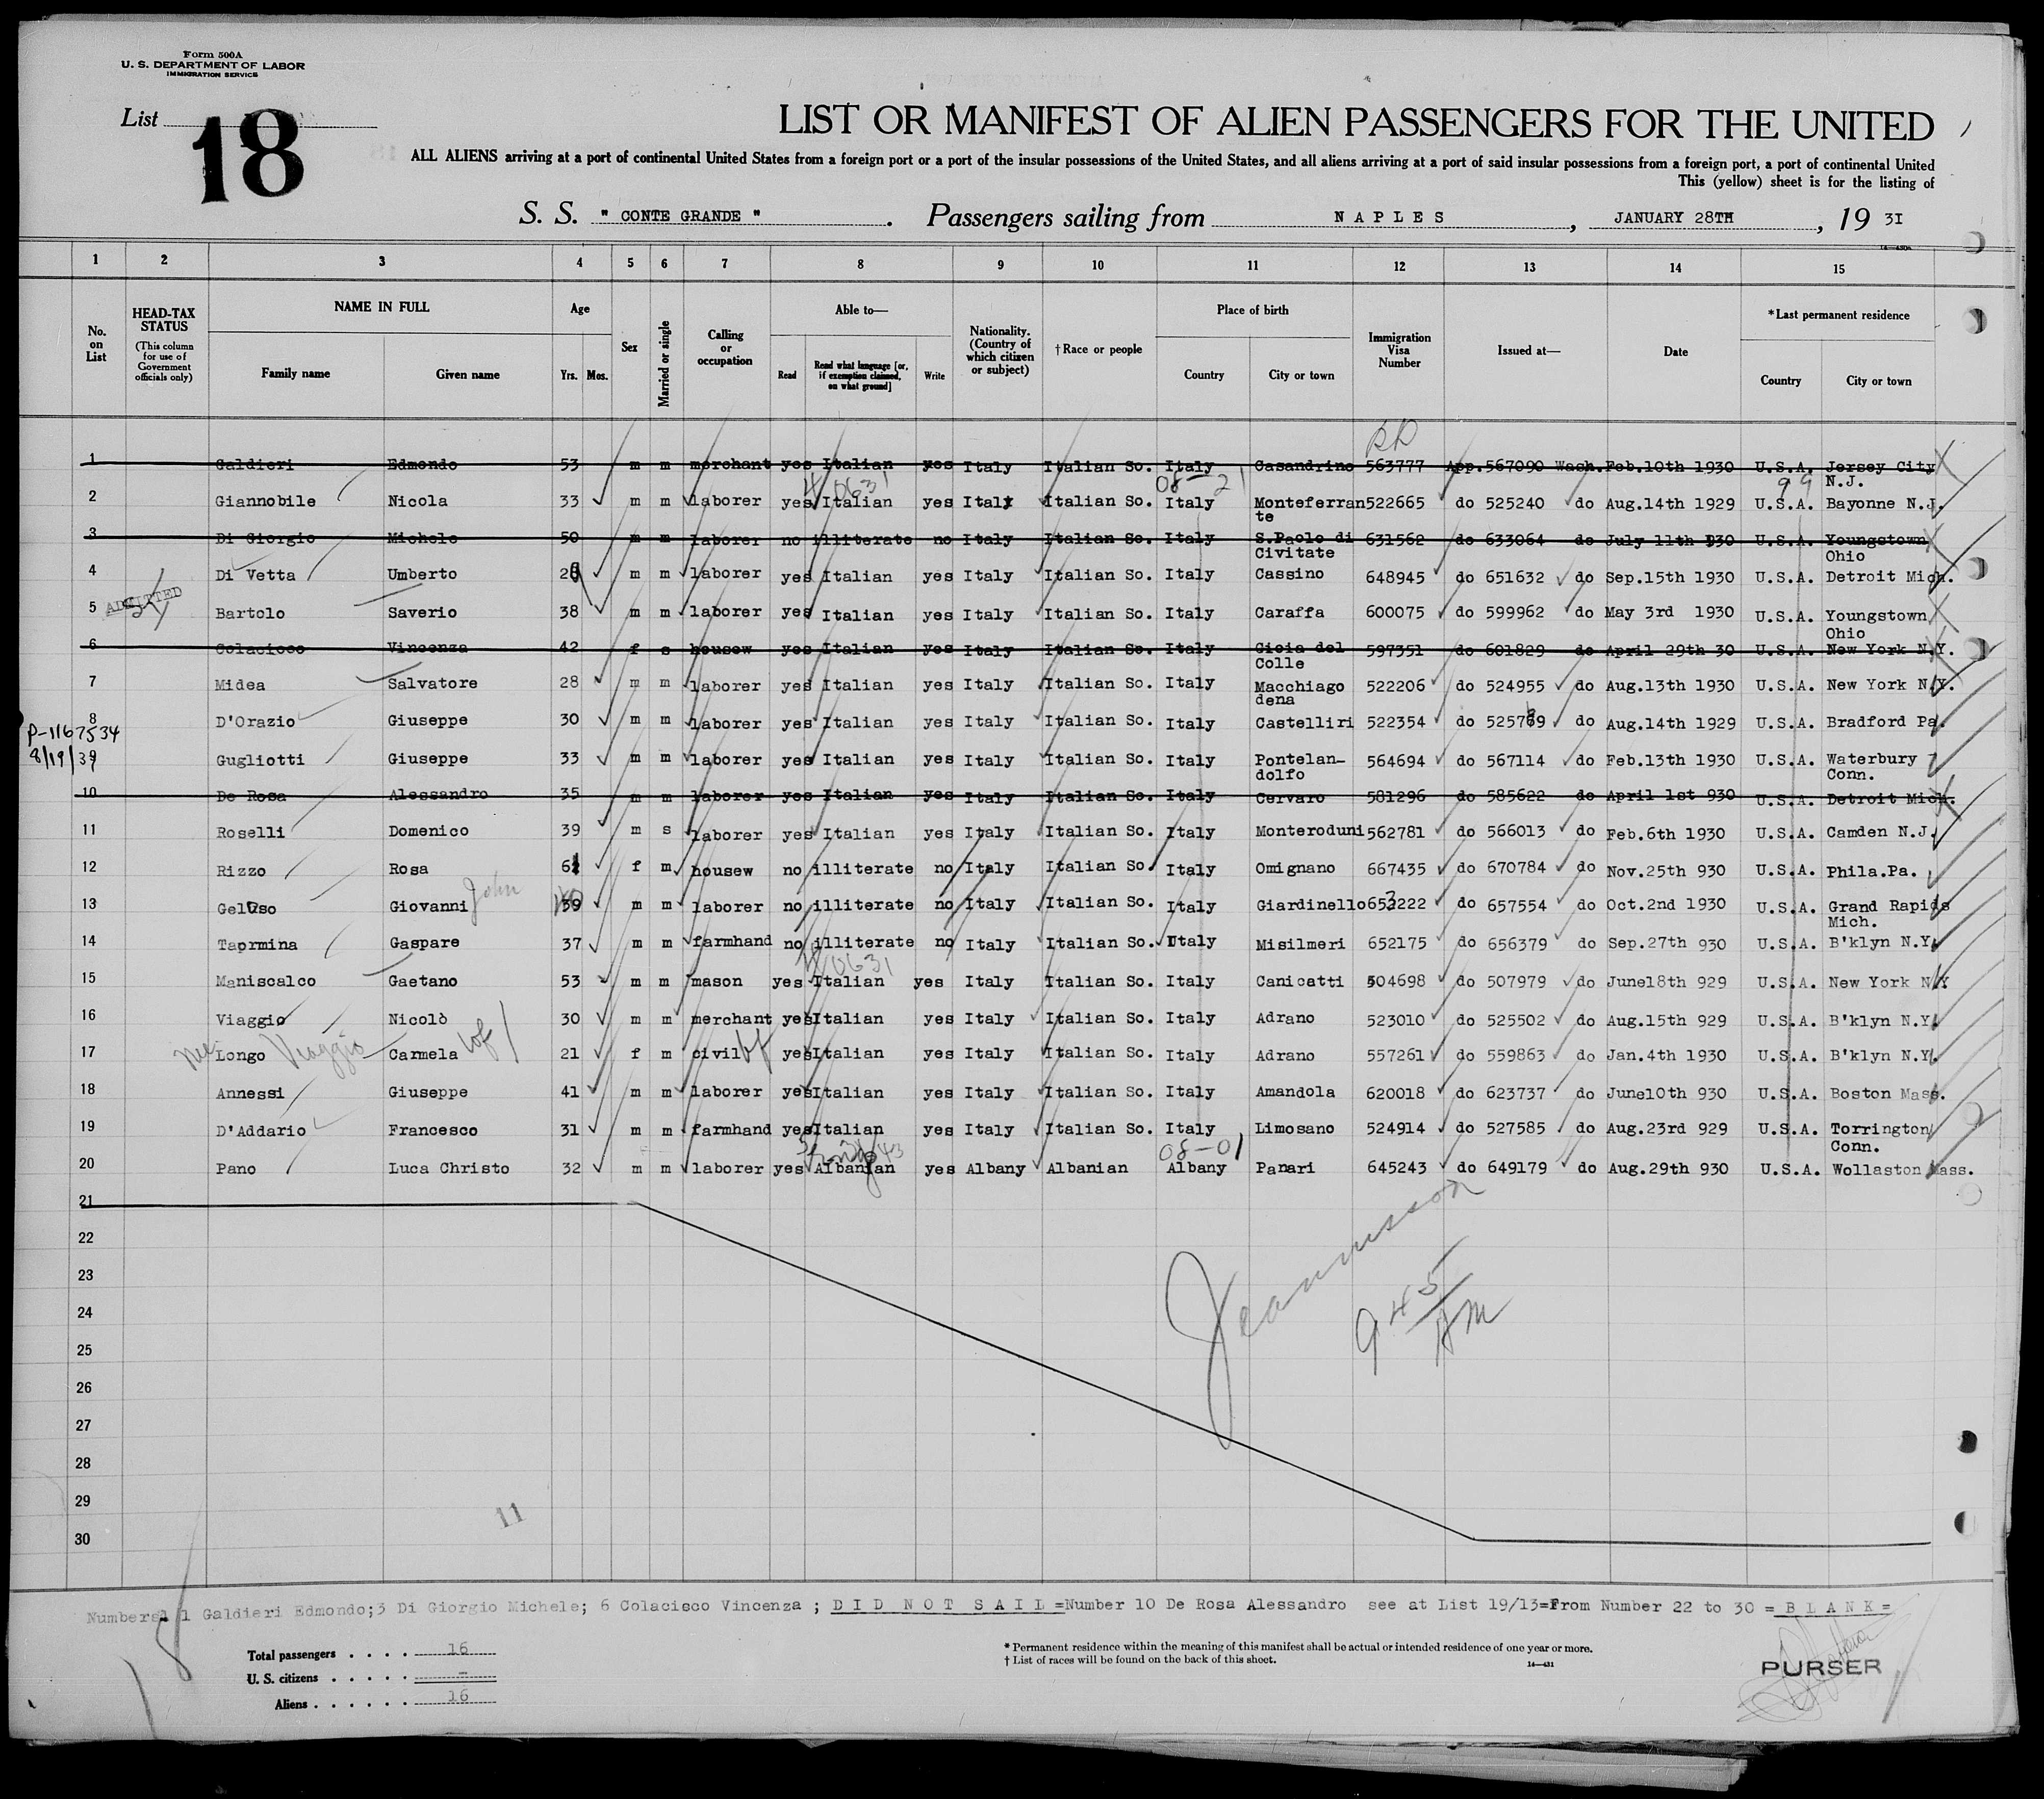 Form 500A
U. S. DEPARTMENT OF LABOR
IMMIGRATION SERVICE
List 18
LIST OR MANIFEST OF ALIEN PASSENGERS FOR THE UNITED
ALL ALIENS arriving at a port of continental United States from a foreign port or a port of the insular possessions of the United States, and all aliens arriving at a port of said insular possessions from a foreign port, a port of continental United
This (yellow) sheet is for the listing of
S. S. " CONTE GRANDE " . Passengers sailing from N A P L E S , JANUARY 28TH , 19 3I
1 2 3 4 5 6 7 8 9 10 11 12 13 14 15
No. on List HEAD-TAX STATUS (This column for use of Government officials only) NAME IN FULL Family name Given name Age Yrs. Mos. Sex Married or single Calling or occupation Able to— Read Read what language [or, if exemption claimed, on what ground] Write Nationality. (Country of which citizen or subject) †Race or people Place of birth Country City or town Immigration Visa Number Issued at— Date *Last permanent residence Country City or town
1 Galdieri Edmondo 53 m m merchant yes Italian yes Italy Italian So. Italy Casandrino 563777 App.567090 Wash. Feb.10th 1930 U.S.A. Jersey City N.J.
2 Giannobile Nicola 33 m m laborer yes Italian yes Italy Italian So. Italy Monteferran te 522665 do 525240 do Aug.14th 1929 U.S.A. Bayonne N.J.
3 Di Giorgio Michele 50 m m laborer no illiterate no Italy Italian So. Italy S.Paolo di Civitate 631562 do 633064 do July 11th 930 U.S.A. Youngstown Ohio
4 Di Vetta Umberto m m laborer yes Italian yes Italy Italian So. Italy Cassino 648945 do 651632 do Sep.15th 1930 U.S.A. Detroit Mich.
ADMITTED
5 Bartolo Saverio 38 m m laborer yes Italian yes Italy Italian So. Italy Caraffa 600075 do 599962 do May 3rd 1930 U.S.A. Youngstown Ohio
6 Colacicco Vincenza 42 f s housew yes Italian yes Italy Italian So. Italy Gioia del Colle 597351 do 601829 do April 29th 30 U.S.A. New York N.Y.
7 Midea Salvatore 28 m m laborer yes Italian yes Italy Italian So. Italy Macchiago dena 522206 do 524955 do Aug.13th 1930 U.S.A. New York N.Y.
8 D'Orazio Giuseppe 30 m m laborer yes Italian yes Italy Italian So. Italy Castelliri 522354 do 525789 do Aug.14th 1929 U.S.A. Bradford Pa.
P-1167534
8/19/39
Gugliotti Giuseppe 33 m m laborer yes Italian yes Italy Italian So. Italy Pontelan- dolfo 564694 do 567114 do Feb.13th 1930 U.S.A. Waterbury Conn.
10 De Rosa Alessandro 35 m m laborer yes Italian yes Italy Italian So. Italy Cervaro 581296 do 585622 do April 1st 930 U.S.A. Detroit Mich.
11 Roselli Domenico 39 m s laborer yes Italian yes Italy Italian So. Italy Monteroduni 562781 do 566013 do Feb.6th 1930 U.S.A. Camden N.J.
12 Rizzo Rosa f m housew no illiterate no Italy Italian So. Italy Omignano 667435 do 670784 do Nov.25th 930 U.S.A. Phila.Pa.
13 Geluso Giovanni John 39 m m laborer no illiterate no Italy Italian So. Italy Giardinello 653222 do 657554 do Oct.2nd 1930 U.S.A. Grand Rapids Mich.
14 Taormina Gaspare 37 m m farmhand no illiterate no Italy Italian So. Italy Misilmeri 652175 do 656379 do Sep.27th 930 U.S.A. B'klyn N.Y.
15 Maniscalco Gaetano 53 m m mason yes Italian yes Italy Italian So. Italy Canicatti 504698 do 507979 do June18th 929 U.S.A. New York N.Y
16 Viaggio Nicolò 30 m m merchant yes Italian yes Italy Italian So. Italy Adrano 523010 do 525502 do Aug.15th 929 U.S.A. B'klyn N.Y.
17 nee Longo Viaggio Carmela wf 21 f m civil wf yes Italian yes Italy Italian So. Italy Adrano 557261 do 559863 do Jan.4th 1930 U.S.A. B'klyn N.Y.
18 Annessi Giuseppe 41 m m laborer yes Italian yes Italy Italian So. Italy Amandola 620018 do 623737 do June10th 930 U.S.A. Boston Mass.
19 D'Addario Francesco 31 m m farmhand yes Italian yes Italy Italian So. Italy Limosano 524914 do 527585 do Aug.23rd 929 U.S.A. Torrington Conn.
20 Pano Luca Christo 32 m m laborer yes Albanian yes Albany Albanian 08-01 Albany Panari 645243 do 649179 do Aug.29th 930 U.S.A. Wollaston Mass.
21
22
23
24
25
26
27
28
29
30
945 AM
11
Numbers 1 Galdieri Edmondo;3 Di Giorgio Michele; 6 Colacisco Vincenza ; D I D N O T S A I L =Number 10 De Rosa Alessandro see at List 19/13=From Number 22 to 30 = B L A N K =
Total passengers . . . . 16
U. S. citizens . . . . . -
Aliens . . . . . . 16
* Permanent residence within the meaning of this manifest shall be actual or intended residence of one year or more.
† List of races will be found on the back of this sheet.
14—431
PURSER